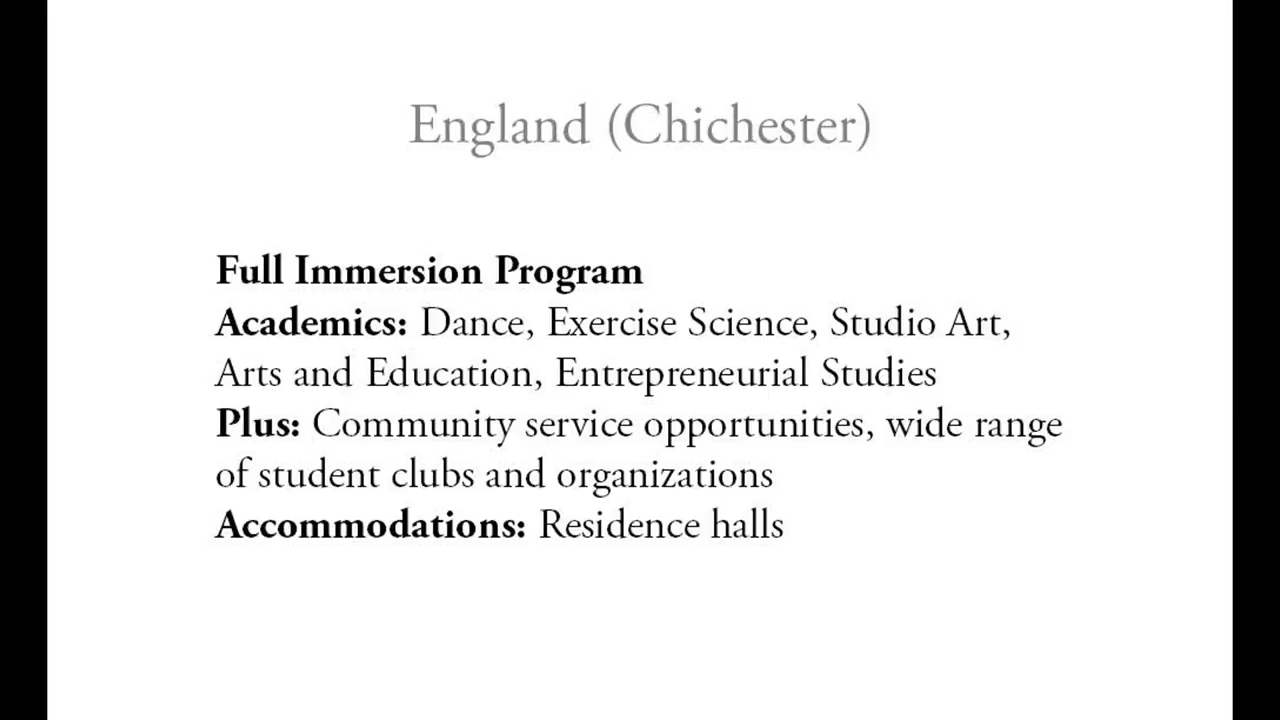 England (Chichester)
Full Immersion Program
Academics: Dance, Exercise Science, Studio Art,
Arts and Education, Entrepreneurial Studies
Plus: Community service opportunities, wide range
of student clubs and organizations
Accommodations: Residence halls